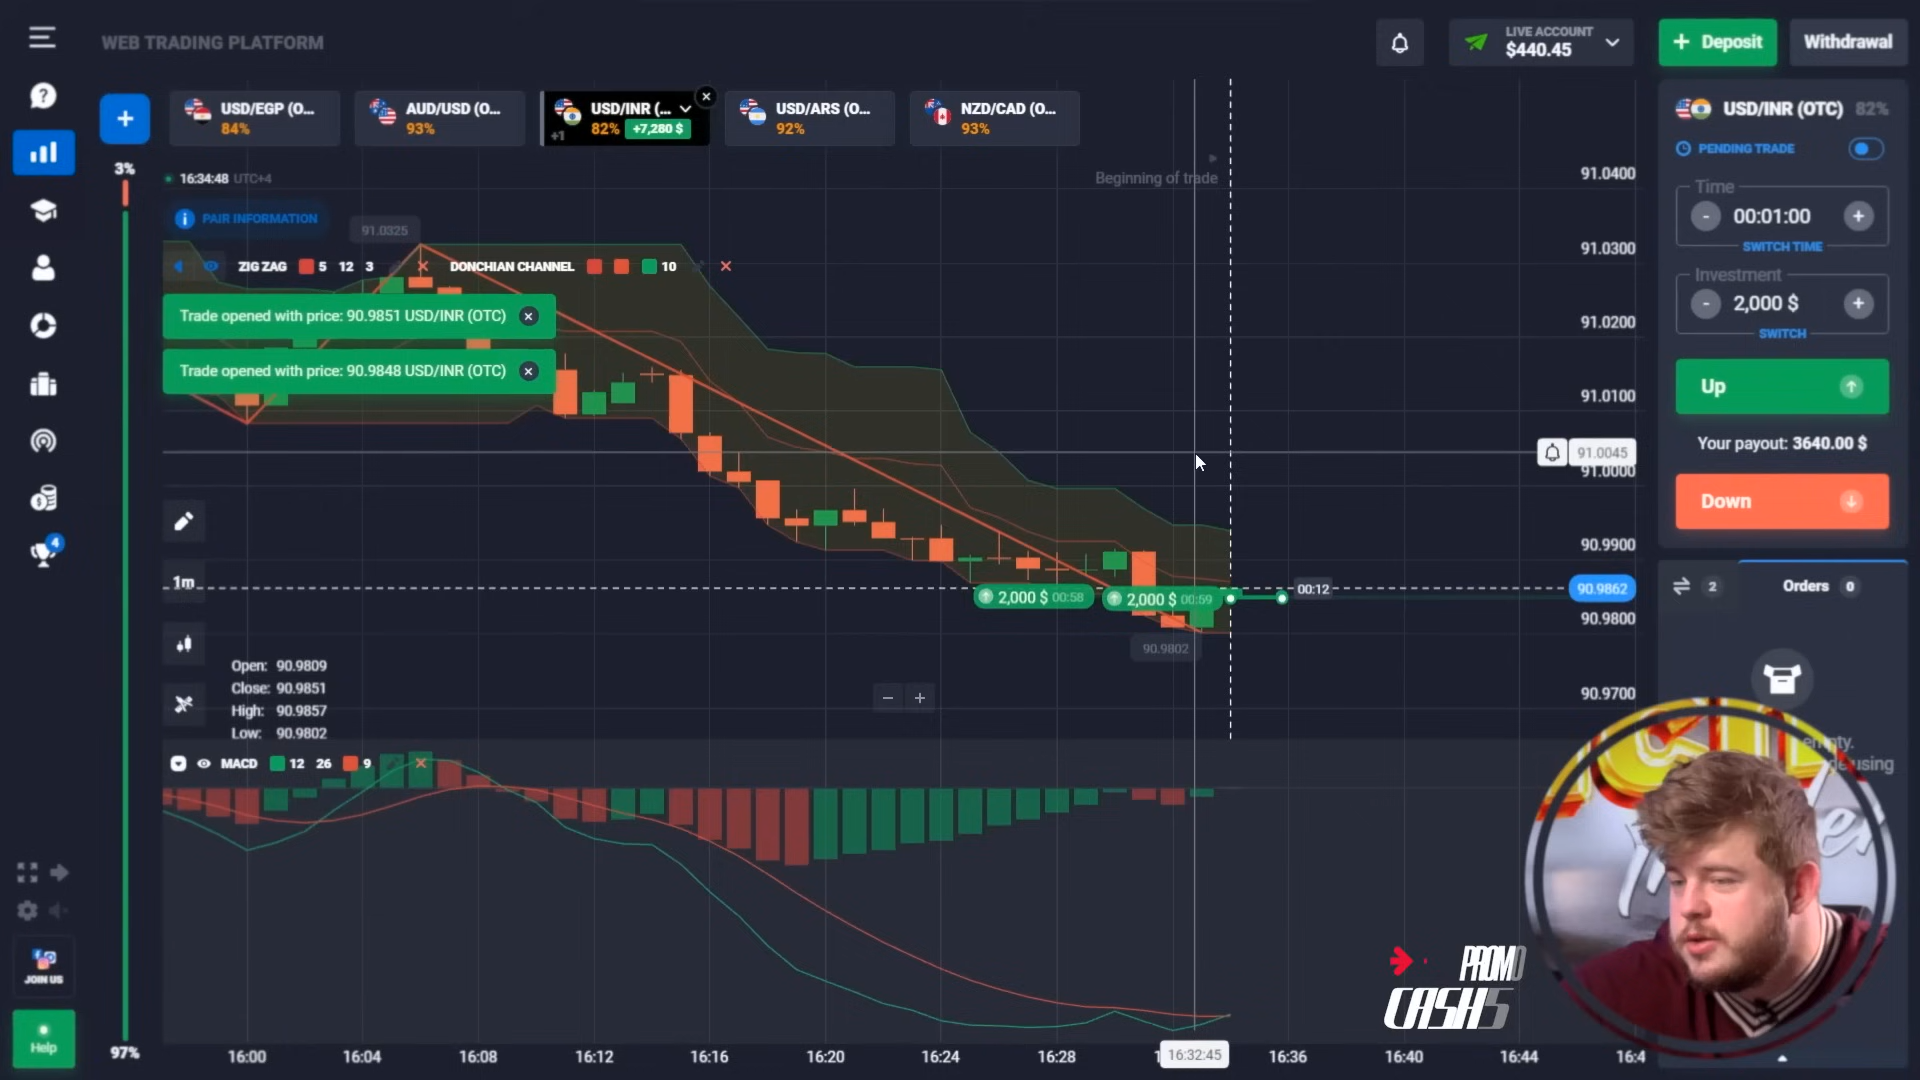 WEB TRADING PLATFORM
LIVE ACCOUNT
$440.45
+ Deposit
Withdrawal
USD/EGP (O...
84%
AUD/USD (O...
93%
+1
USD/INR (...
82% +7,280 $
USD/ARS (O...
92%
NZD/CAD (O...
93%
USD/INR (OTC) 82%
PENDING TRADE
3%
16:34:48 UTC+4
Beginning of trade
PAIR INFORMATION
91.0325
ZIG ZAG 5 12 3
DONCHIAN CHANNEL 10
Trade opened with price: 90.9851 USD/INR (OTC)
Trade opened with price: 90.9848 USD/INR (OTC)
91.0400
91.0300
91.0200
91.0100
91.0045
91.0000
90.9900
90.9862
90.9800
90.9700
Time
- 00:01:00 +
SWITCH TIME
Investment
- 2,000 $ +
SWITCH
Up
Your payout: 3640.00 $
Down
2
Orders 0
empty.
using
1m
2,000 $ 00:58
2,000 $ 00:59
00:12
90.9802
Open: 90.9809
Close: 90.9851
High: 90.9857
Low: 90.9802
MACD 12 26 9
4
JOIN US
Help
97%
16:00
16:04
16:08
16:12
16:16
16:20
16:24
16:28
16:32:45
16:36
16:40
16:44
16:4
PROMO
CASH5